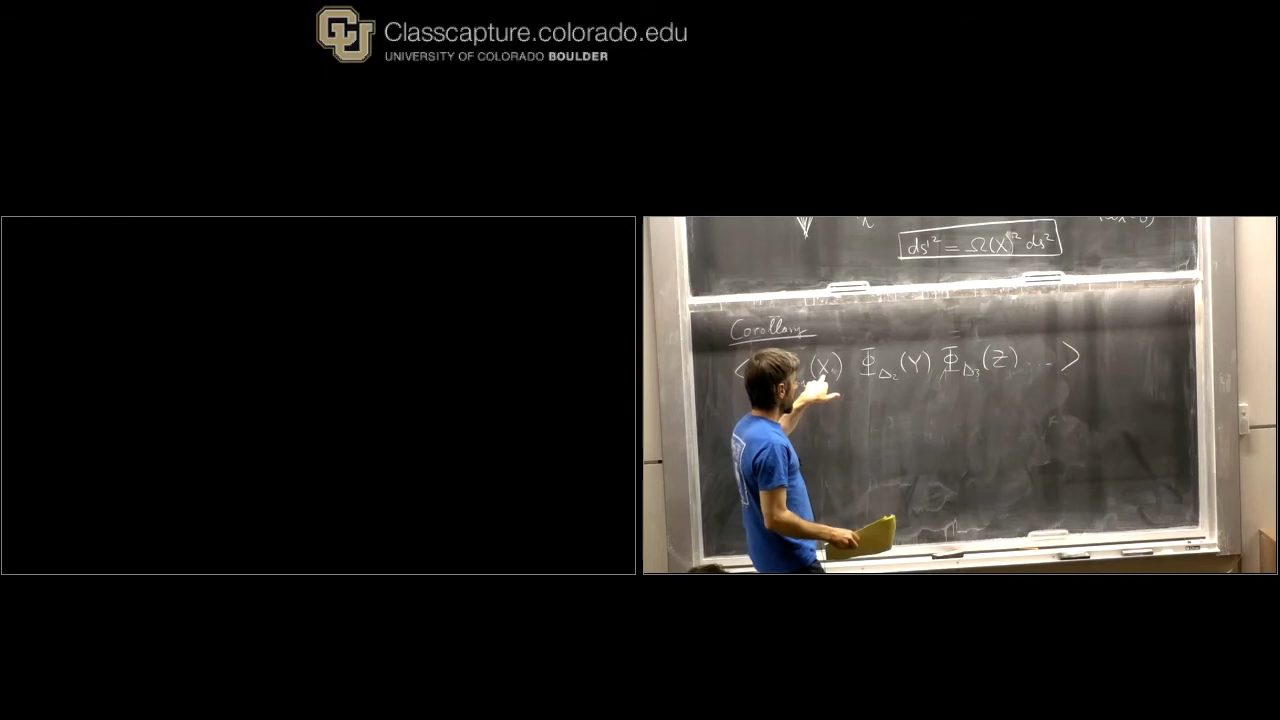 Classcapture.colorado.edu
UNIVERSITY OF COLORADO BOULDER
ds'² = Ω(X)² ds²
Corollary
< (X) Φ_Δ₂(Y) Φ_Δ₃(Z) ... >